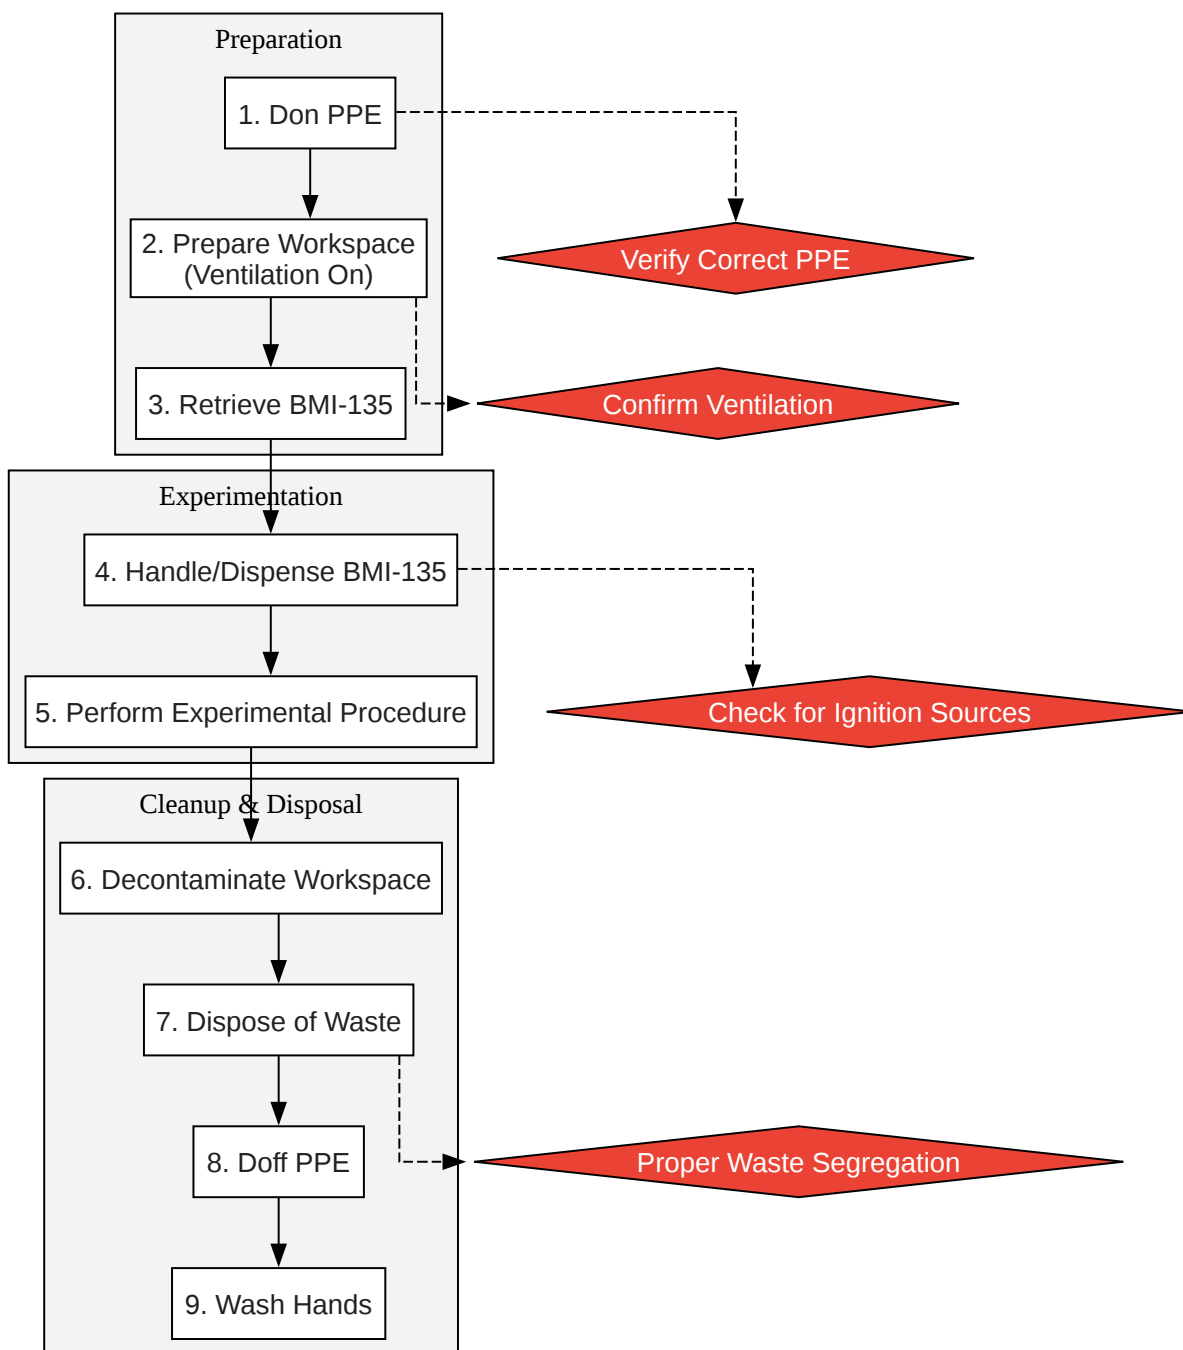 Preparation
1. Don PPE
2. Prepare Workspace
(Ventilation On)
Verify Correct PPE
3. Retrieve BMI-135
Confirm Ventilation
Experimentation
4. Handle/Dispense BMI-135
5. Perform Experimental Procedure
Check for Ignition Sources
Cleanup & Disposal
6. Decontaminate Workspace
7. Dispose of Waste
8. Doff PPE
Proper Waste Segregation
9. Wash Hands